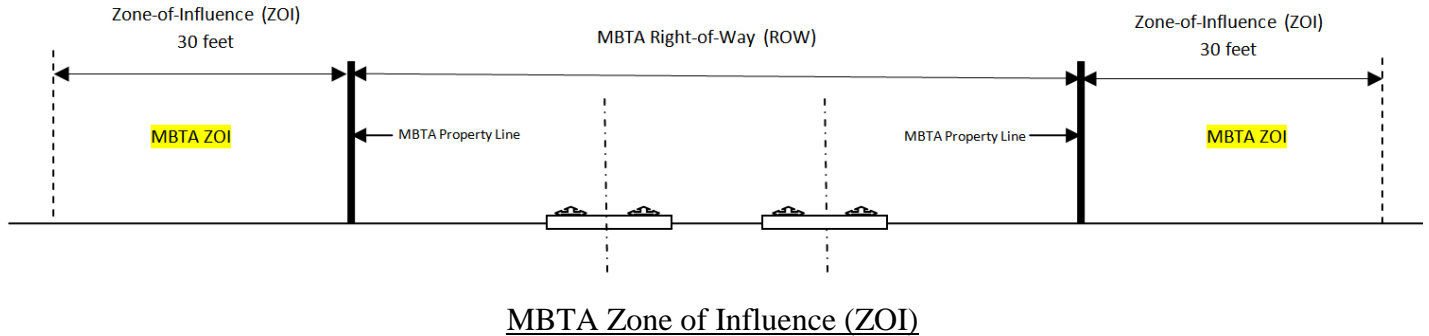 Zone-of-Influence (ZOI)
30 feet
MBTA Right-of-Way (ROW)
Zone-of-Influence (ZOI)
30 feet
MBTA ZOI
MBTA Property Line
MBTA Property Line
MBTA ZOI
MBTA Zone of Influence (ZOI)